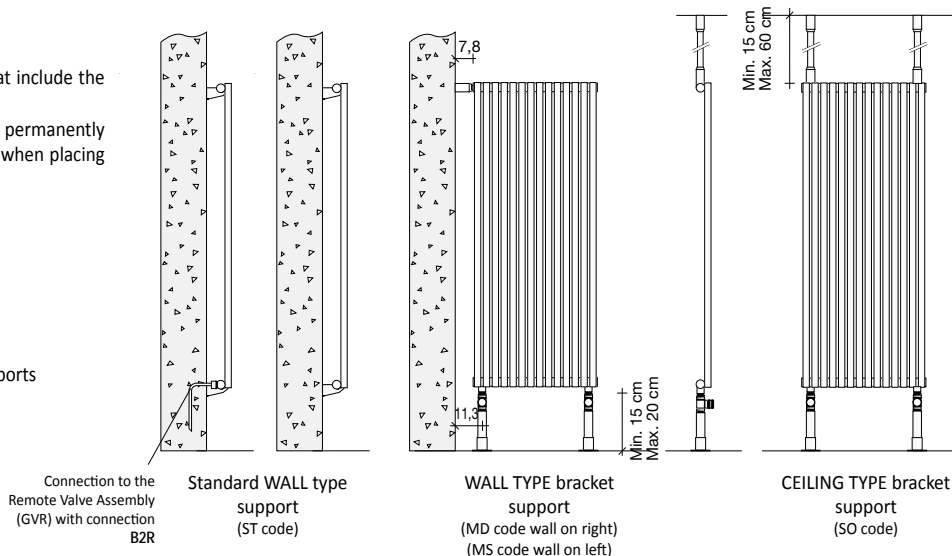 at include the
permanently
when placing
ports
7,8
11,3
Min. 15 cm
Max. 20 cm
Min. 15 cm
Max. 60 cm
Connection to the
Remote Valve Assembly
(GVR) with connection
B2R
Standard WALL type
support
(ST code)
WALL TYPE bracket
support
(MD code wall on right)
(MS code wall on left)
CEILING TYPE bracket
support
(SO code)